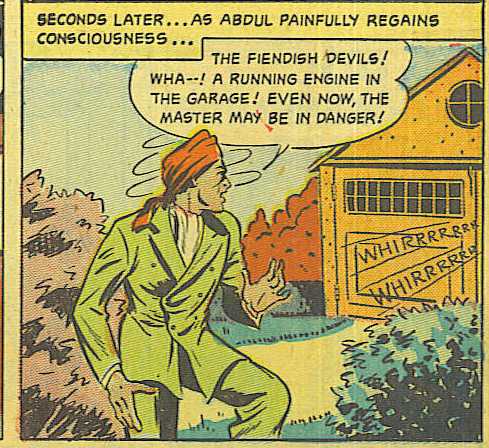 SECONDS LATER...AS ABDUL PAINFULLY REGAINS
CONSCIOUSNESS...
THE FIENDISH DEVILS!
WHA--! A RUNNING ENGINE IN
THE GARAGE! EVEN NOW, THE
MASTER MAY BE IN DANGER!
WHIRRRRRRR
WHIRRRRRR